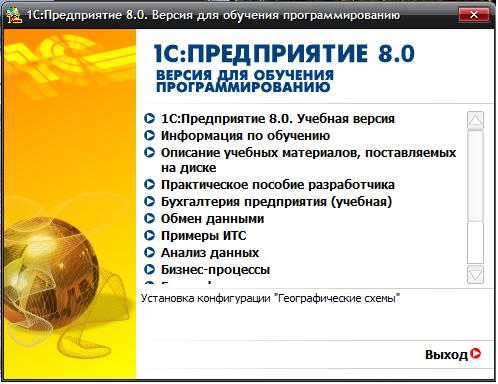 1С:Предприятие 8.0. Версия для обучения программированию
1С:ПРЕДПРИЯТИЕ 8.0
ВЕРСИЯ ДЛЯ ОБУЧЕНИЯ
ПРОГРАММИРОВАНИЮ
1С:Предприятие 8.0. Учебная версия
Информация по обучению
Описание учебных материалов, поставляемых
на диске
Практическое пособие разработчика
Бухгалтерия предприятия (учебная)
Обмен данными
Примеры ИТС
Анализ данных
Бизнес-процессы
Установка конфигурации "Географические схемы"
Выход